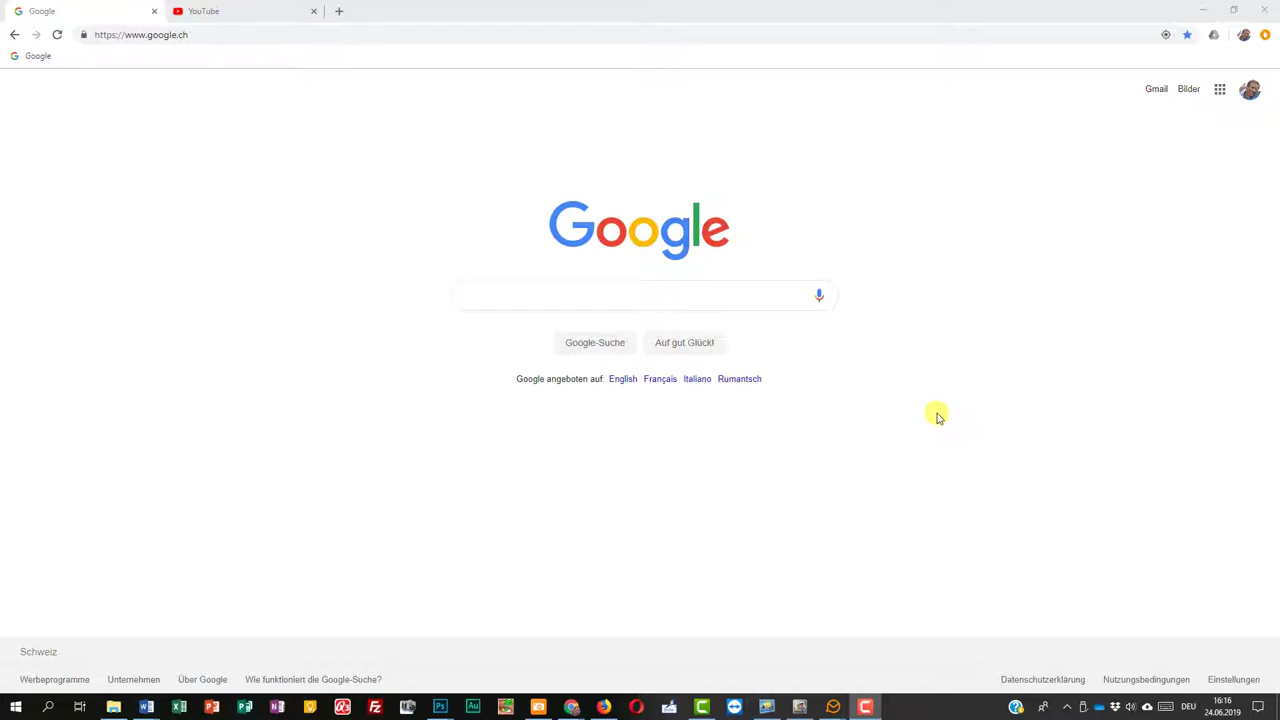 Google
YouTube
https://www.google.ch
Google
Gmail
Bilder
Google
Google-Suche
Auf gut Glück!
Google angeboten auf: English Français Italiano Rumantsch
Schweiz
Werbeprogramme
Unternehmen
Über Google
Wie funktioniert die Google-Suche?
Datenschutzerklärung
Nutzungsbedingungen
Einstellungen
DEU
16:16
24.06.2019